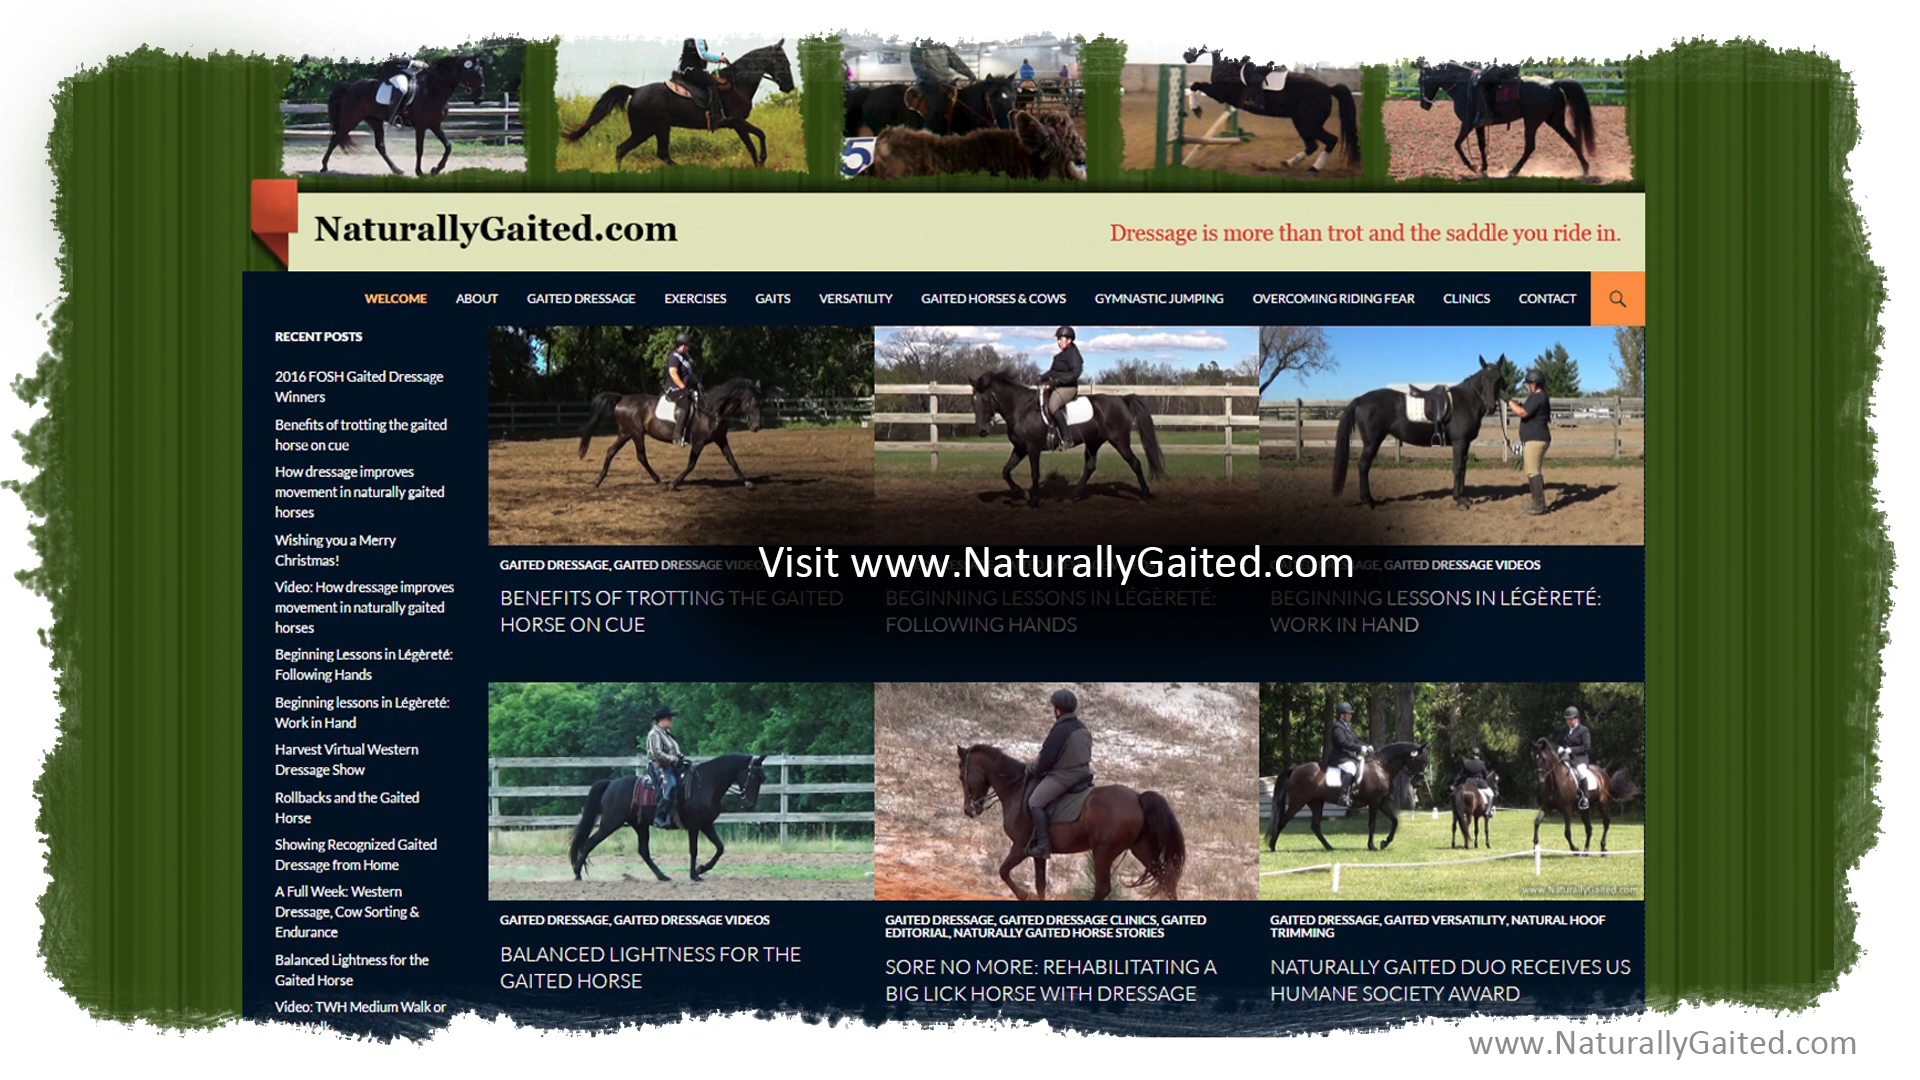 5
NaturallyGaited.com
Dressage is more than trot and the saddle you ride in.
WELCOME ABOUT GAITED DRESSAGE EXERCISES GAITS VERSATILITY GAITED HORSES & COWS GYMNASTIC JUMPING OVERCOMING RIDING FEAR CLINICS CONTACT
RECENT POSTS
2016 FOSH Gaited Dressage
Winners
Benefits of trotting the gaited
horse on cue
How dressage improves
movement in naturally gaited
horses
Wishing you a Merry
Christmas!
Video: How dressage improves
movement in naturally gaited
horses
Beginning Lessons in Légèreté:
Following Hands
Beginning lessons in Légèreté:
Work in Hand
Harvest Virtual Western
Dressage Show
Rollbacks and the Gaited
Horse
Showing Recognized Gaited
Dressage from Home
A Full Week: Western
Dressage, Cow Sorting &
Endurance
Balanced Lightness for the
Gaited Horse
Video: TWH Medium Walk or
Walk
GAITED DRESSAGE, GAITED DRESSAGE VIDEO
BENEFITS OF TROTTING THE GAITED
HORSE ON CUE
Visit www.NaturallyGaited.com
BEGINNING LESSONS IN LÉGÈRETÉ:
FOLLOWING HANDS
GAITED DRESSAGE VIDEOS
BEGINNING LESSONS IN LÉGÈRETÉ:
WORK IN HAND
GAITED DRESSAGE, GAITED DRESSAGE VIDEOS
BALANCED LIGHTNESS FOR THE
GAITED HORSE
GAITED DRESSAGE, GAITED DRESSAGE CLINICS, GAITED
EDITORIAL, NATURALLY GAITED HORSE STORIES
SORE NO MORE: REHABILITATING A
BIG LICK HORSE WITH DRESSAGE
www.NaturallyGaited.com
GAITED DRESSAGE, GAITED VERSATILITY, NATURAL HOOF
TRIMMING
NATURALLY GAITED DUO RECEIVES US
HUMANE SOCIETY AWARD
www.NaturallyGaited.com